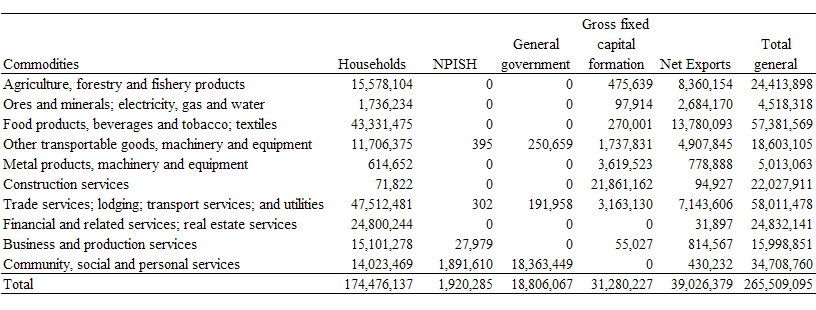 Gross fixed
General capital Total
Commodities Households NPISH government formation Net Exports general
Agriculture, forestry and fishery products 15,578,104 0 0 475,639 8,360,154 24,413,898
Ores and minerals; electricity, gas and water 1,736,234 0 0 97,914 2,684,170 4,518,318
Food products, beverages and tobacco; textiles 43,331,475 0 0 270,001 13,780,093 57,381,569
Other transportable goods, machinery and equipment 11,706,375 395 250,659 1,737,831 4,907,845 18,603,105
Metal products, machinery and equipment 614,652 0 0 3,619,523 778,888 5,013,063
Construction services 71,822 0 0 21,861,162 94,927 22,027,911
Trade services; lodging; transport services; and utilities 47,512,481 302 191,958 3,163,130 7,143,606 58,011,478
Financial and related services; real estate services 24,800,244 0 0 0 31,897 24,832,141
Business and production services 15,101,278 27,979 0 55,027 814,567 15,998,851
Community, social and personal services 14,023,469 1,891,610 18,363,449 0 430,232 34,708,760
Total 174,476,137 1,920,285 18,806,067 31,280,227 39,026,379 265,509,095